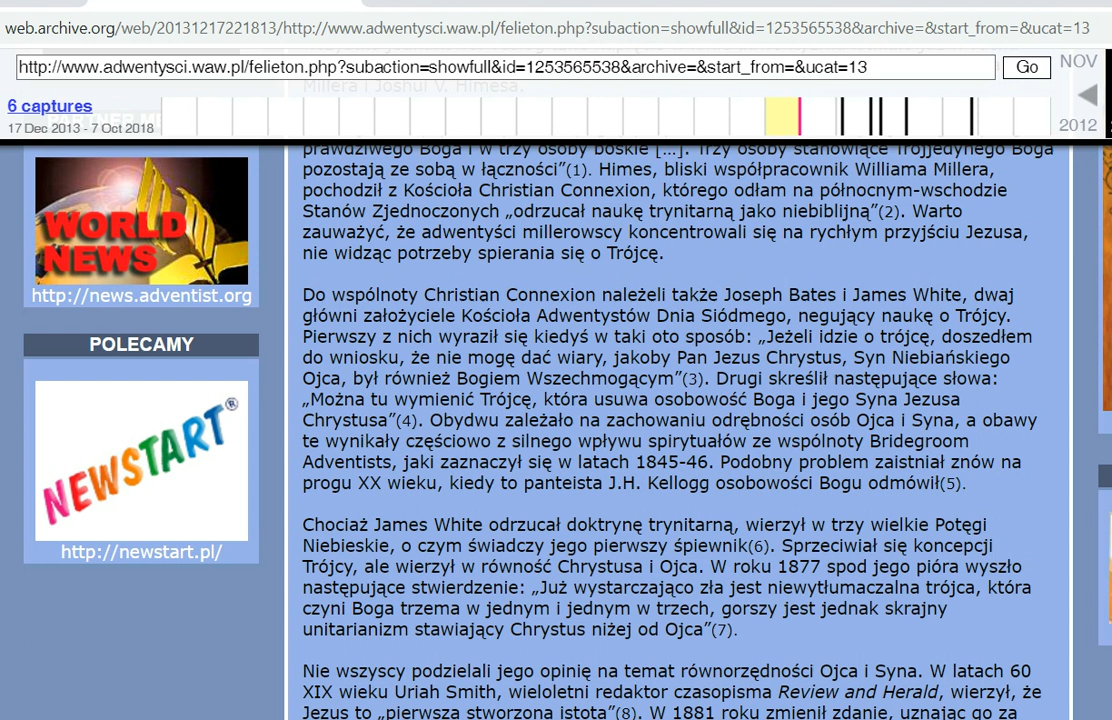 web.archive.org/web/20131217221813/http://www.adwentysci.waw.pl/felieton.php?subaction=showfull&id=1253565538&archive=&start_from=&ucat=13
http://www.adwentysci.waw.pl/felieton.php?subaction=showfull&id=1253565538&archive=&start_from=&ucat=13
Go
NOV
Millera i Joshui V. Himesa.
6 captures
17 Dec 2013 - 7 Oct 2018
2012
WORLD
NEWS
http://news.adventist.org
POLECAMY
NEWSTART®
http://newstart.pl/
prawdziwego Boga i w trzy osoby boskie [...]. Trzy osoby stanowiące Trójjedynego Boga
pozostają ze sobą w łączności”(1). Himes, bliski współpracownik Williama Millera,
pochodził z Kościoła Christian Connexion, którego odłam na północnym-wschodzie
Stanów Zjednoczonych „odrzucał naukę trynitarną jako niebiblijną”(2). Warto
zauważyć, że adwentyści millerowscy koncentrowali się na rychłym przyjściu Jezusa,
nie widząc potrzeby spierania się o Trójcę.
Do wspólnoty Christian Connexion należeli także Joseph Bates i James White, dwaj
główni założyciele Kościoła Adwentystów Dnia Siódmego, negujący naukę o Trójcy.
Pierwszy z nich wyraził się kiedyś w taki oto sposób: „Jeżeli idzie o trójcę, doszedłem
do wniosku, że nie mogę dać wiary, jakoby Pan Jezus Chrystus, Syn Niebiańskiego
Ojca, był również Bogiem Wszechmogącym”(3). Drugi skreślił następujące słowa:
„Można tu wymienić Trójcę, która usuwa osobowość Boga i jego Syna Jezusa
Chrystusa”(4). Obydwu zależało na zachowaniu odrębności osób Ojca i Syna, a obawy
te wynikały częściowo z silnego wpływu spirytuałów ze wspólnoty Bridegroom
Adventists, jaki zaznaczył się w latach 1845-46. Podobny problem zaistniał znów na
progu XX wieku, kiedy to panteista J.H. Kellogg osobowości Bogu odmówił(5).
Chociaż James White odrzucał doktrynę trynitarną, wierzył w trzy wielkie Potęgi
Niebieskie, o czym świadczy jego pierwszy śpiewnik(6). Sprzeciwiał się koncepcji
Trójcy, ale wierzył w równość Chrystusa i Ojca. W roku 1877 spod jego pióra wyszło
następujące stwierdzenie: „Już wystarczająco zła jest niewytłumaczalna trójca, która
czyni Boga trzema w jednym i jednym w trzech, gorszy jest jednak skrajny
unitarianizm stawiający Chrystus niżej od Ojca”(7).
Nie wszyscy podzielali jego opinię na temat równorzędności Ojca i Syna. W latach 60
XIX wieku Uriah Smith, wieloletni redaktor czasopisma Review and Herald, wierzył, że
Jezus to „pierwsza stworzona istota”(8). W 1881 roku zmienił zdanie, uznając go za